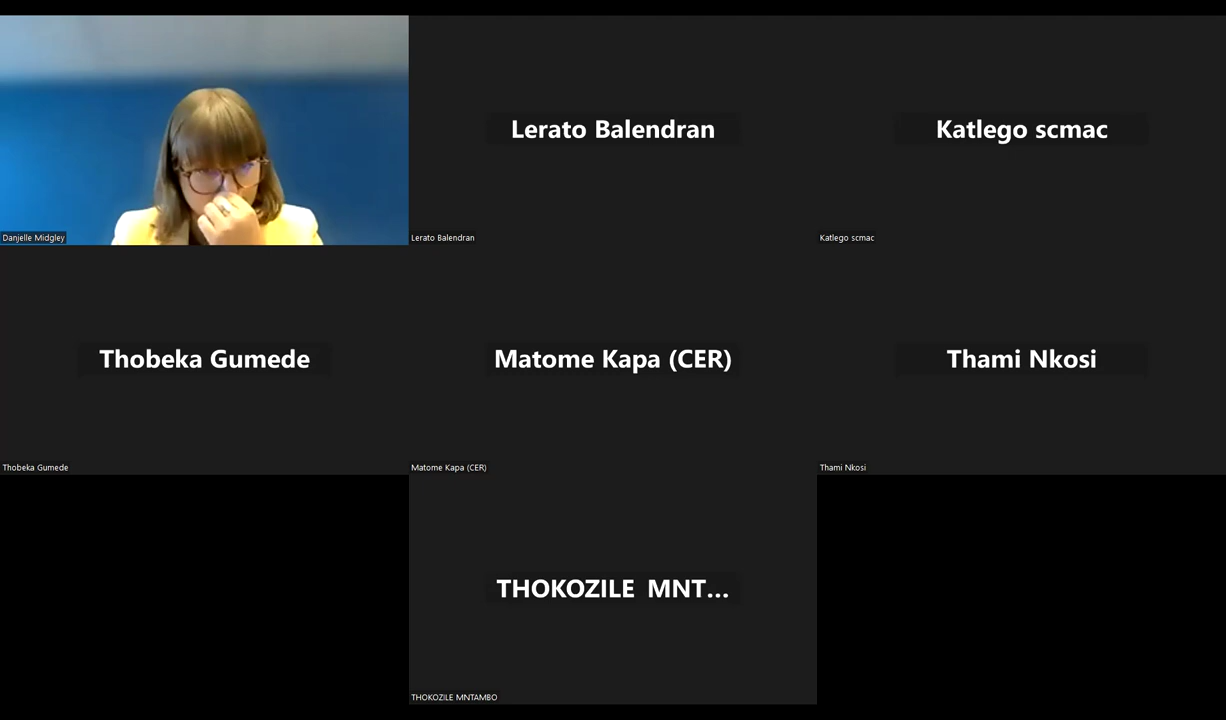 Danjelle Midgley
Lerato Balendran
Lerato Balendran
Katlego scmac
Katlego scmac
Thobeka Gumede
Thobeka Gumede
Matome Kapa (CER)
Matome Kapa (CER)
Thami Nkosi
Thami Nkosi
THOKOZILE MNT...
THOKOZILE MNTAMBO